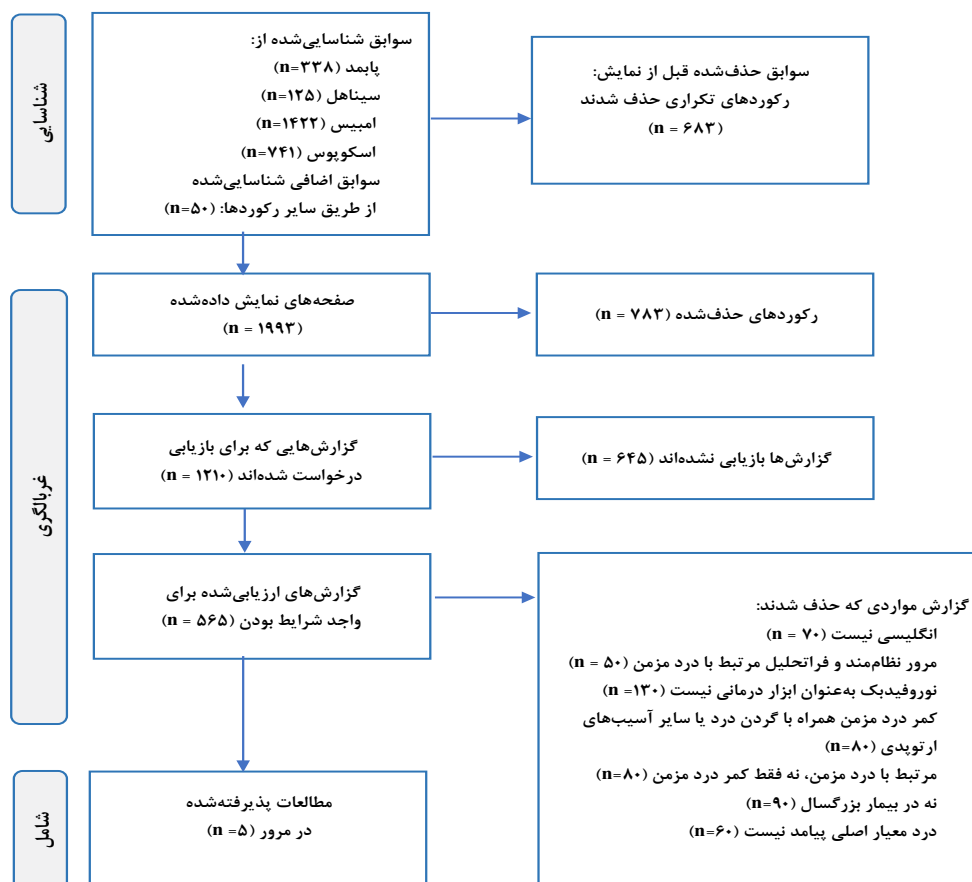 شناسایی
سوابق شناسایی‌شده از:
پابمد (n=۳۳۸)
سیناهل (n=۱۲۵)
امبیس (n=۱۴۲۲)
اسکوپوس (n=۷۴۱)
سوابق اضافی شناسایی‌شده
از طریق سایر رکوردها: (n=۵۰)
سوابق حذف‌شده قبل از نمایش:
رکوردهای تکراری حذف شدند
(n = ۶۸۳)
غربالگری
صفحه‌های نمایش داده‌شده
(n = ۱۹۹۳)
رکوردهای حذف‌شده (n = ۷۸۳)
گزارش‌هایی که برای بازیابی
درخواست شده‌اند (n = ۱۲۱۰)
گزارش‌ها بازیابی نشده‌اند (n = ۶۴۵)
گزارش‌های ارزیابی‌شده برای
واجد شرایط بودن (n = ۵۶۵)
گزارش مواردی که حذف شدند:
انگلیسی نیست (n = ۷۰)
مرور نظام‌مند و فراتحلیل مرتبط با درد مزمن (n = ۵۰)
نوروفیدبک به‌عنوان ابزار درمانی نیست (n =۱۳۰)
کمر درد مزمن همراه با گردن درد یا سایر آسیب‌های
ارتوپدی (n=۸۰)
مرتبط با درد مزمن، نه فقط کمر درد مزمن (n=۸۰)
نه در بیمار بزرگسال (n=۹۰)
درد معیار اصلی پیامد نیست (n=۶۰)
شامل
مطالعات پذیرفته‌شده
در مرور (n =۵)